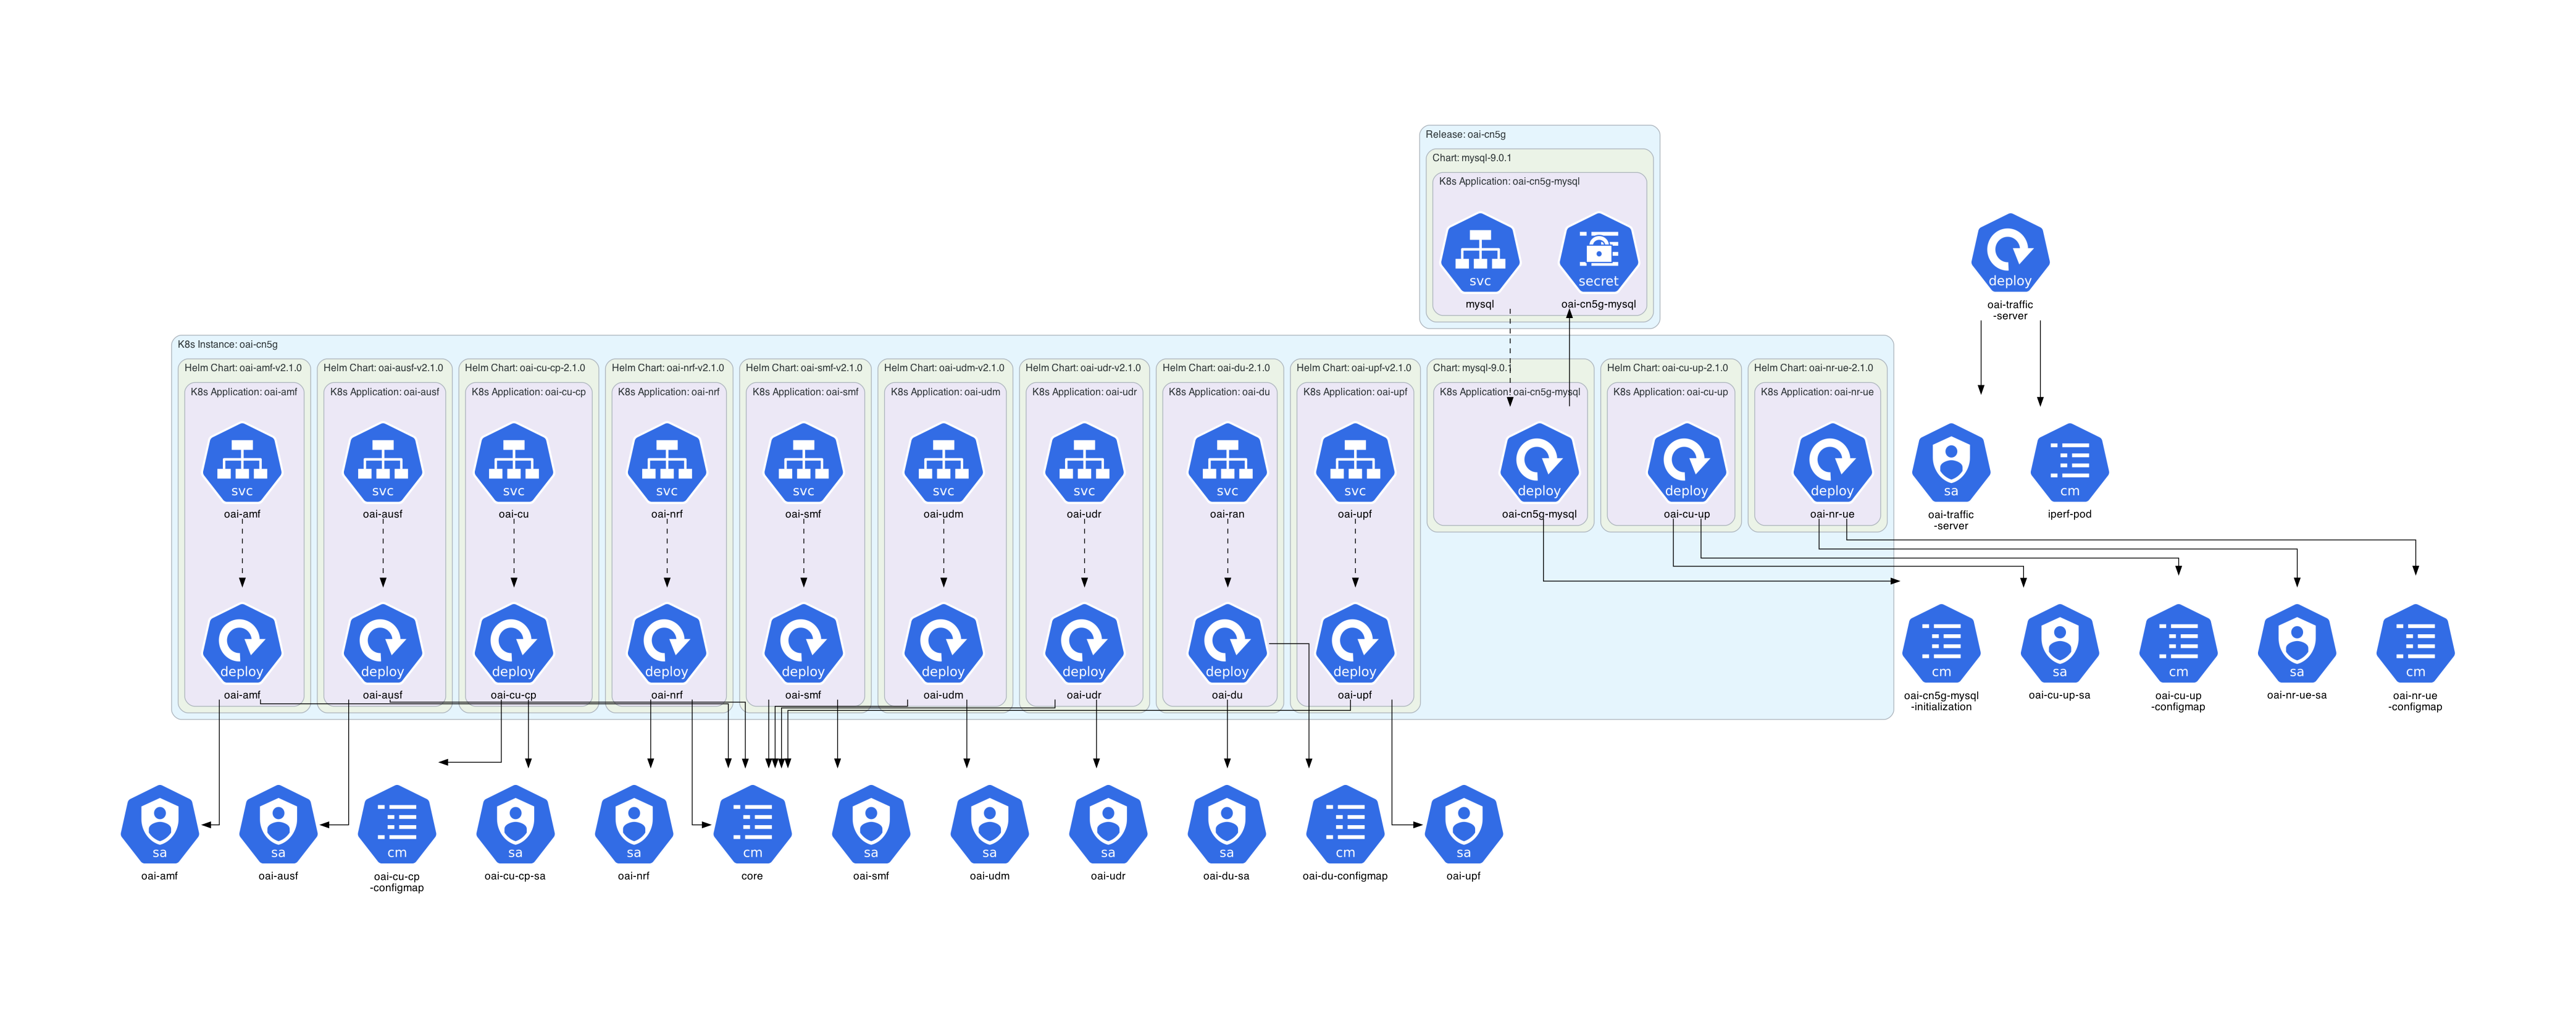 Release: oai-cn5g
Chart: mysql-9.0.1
K8s Application: oai-cn5g-mysql
svc
secret
mysql
oai-cn5g-mysql
deploy
oai-traffic
-server
K8s Instance: oai-cn5g
Helm Chart: oai-amf-v2.1.0
Helm Chart: oai-ausf-v2.1.0
Helm Chart: oai-cu-cp-2.1.0
Helm Chart: oai-nrf-v2.1.0
Helm Chart: oai-smf-v2.1.0
Helm Chart: oai-udm-v2.1.0
Helm Chart: oai-udr-v2.1.0
Helm Chart: oai-du-2.1.0
Helm Chart: oai-upf-v2.1.0
Chart: mysql-9.0.1
Helm Chart: oai-cu-up-2.1.0
Helm Chart: oai-nr-ue-2.1.0
K8s Application: oai-amf
K8s Application: oai-ausf
K8s Application: oai-cu-cp
K8s Application: oai-nrf
K8s Application: oai-smf
K8s Application: oai-udm
K8s Application: oai-udr
K8s Application: oai-du
K8s Application: oai-upf
K8s Application: oai-cn5g-mysql
K8s Application: oai-cu-up
K8s Application: oai-nr-ue
svc
svc
svc
svc
svc
svc
svc
svc
svc
deploy
deploy
deploy
sa
cm
oai-amf
oai-ausf
oai-cu
oai-nrf
oai-smf
oai-udm
oai-udr
oai-ran
oai-upf
oai-cn5g-mysql
oai-cu-up
oai-nr-ue
oai-traffic
-server
iperf-pod
deploy
deploy
deploy
deploy
deploy
deploy
deploy
deploy
deploy
cm
sa
cm
sa
cm
oai-amf
oai-ausf
oai-cu-cp
oai-nrf
oai-smf
oai-udm
oai-udr
oai-du
oai-upf
oai-cn5g-mysql
-initialization
oai-cu-up-sa
oai-cu-up
-configmap
oai-nr-ue-sa
oai-nr-ue
-configmap
sa
sa
cm
sa
sa
cm
sa
sa
sa
sa
cm
sa
oai-amf
oai-ausf
oai-cu-cp
-configmap
oai-cu-cp-sa
oai-nrf
core
oai-smf
oai-udm
oai-udr
oai-du-sa
oai-du-configmap
oai-upf